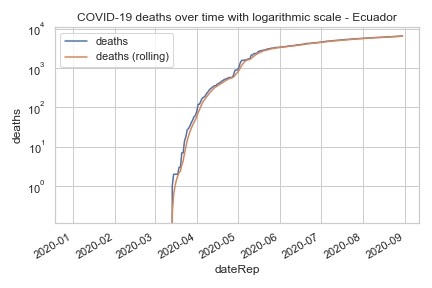 COVID-19 deaths over time with logarithmic scale - Ecuador
deaths
deaths (rolling)
10⁴
10³
10²
10¹
10⁰
deaths
2020-01
2020-02
2020-03
2020-04
2020-05
2020-06
2020-07
2020-08
2020-09
dateRep